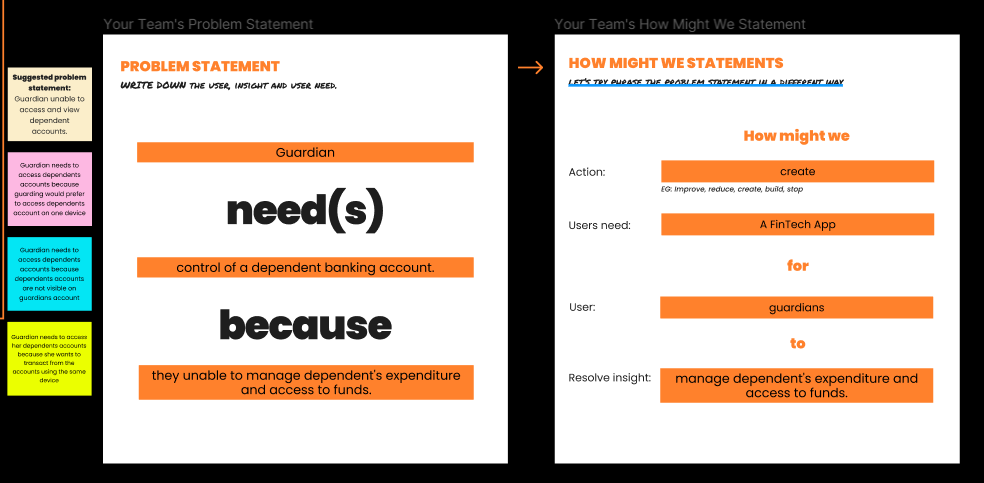 Your Team's Problem Statement
Suggested problem
statement:
Guardian unable to
access and view
dependent
accounts.
Guardian needs to
access dependents
accounts because
guarding would prefer
to access dependents
account on one device
Guardian needs to
access dependents
accounts because
dependents accounts
are not visible on
guardians account
Guardian needs to access
her dependents accounts
because she wants to
transact from the
accounts using the same
device
PROBLEM STATEMENT
WRITE DOWN THE USER, INSIGHT AND USER NEED.
Guardian
need(s)
control of a dependent banking account.
because
they unable to manage dependent's expenditure
and access to funds.
Your Team's How Might We Statement
HOW MIGHT WE STATEMENTS
LET'S TRY PHRASE THE PROBLEM STATEMENT IN A DIFFERENT WAY
How might we
Action:
create
EG: Improve, reduce, create, build, stop
Users need:
A FinTech App
for
User:
guardians
to
Resolve insight:
manage dependent's expenditure and
access to funds.